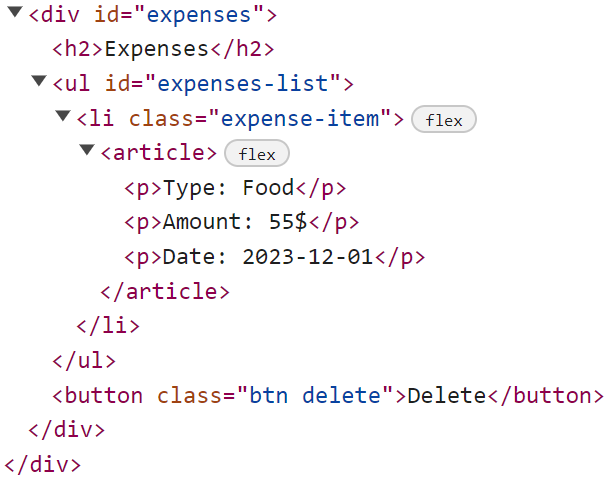 <div id="expenses">
<h2>Expenses</h2>
<ul id="expenses-list">
<li class="expense-item"> flex
<article> flex
<p>Type: Food</p>
<p>Amount: 55$</p>
<p>Date: 2023-12-01</p>
</article>
</li>
</ul>
<button class="btn delete">Delete</button>
</div>
</div>